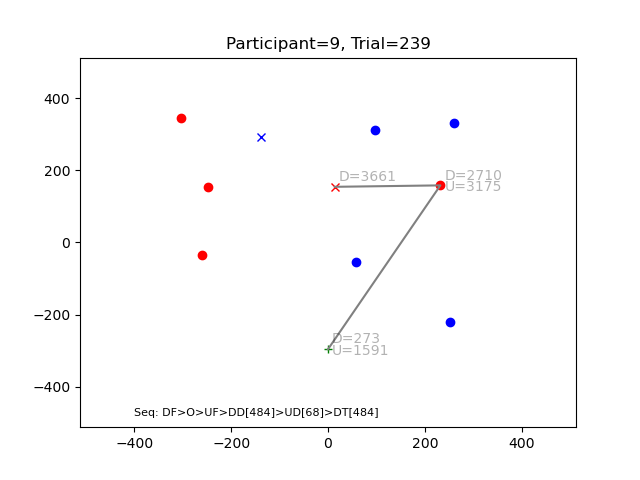 Participant=9, Trial=239
400
200
0
−200
−400
D=3661
D=2710
U=3175
D=273
U=1591
Seq: DF>O>UF>DD[484]>UD[68]>DT[484]
−400 −200 0 200 400